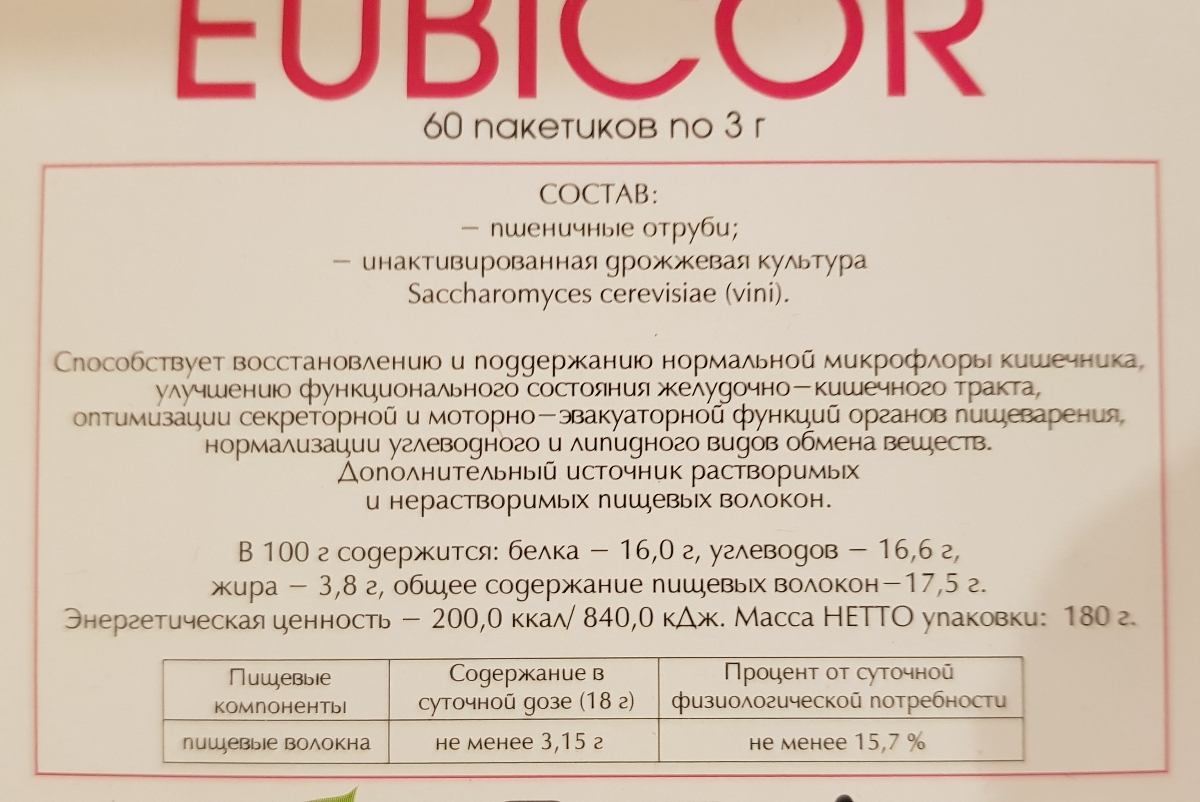 EUBICOR
60 пакетиков по 3 г
СОСТАВ:
– пшеничные отруби;
– инактивированная дрожжевая культура
Saccharomyces cerevisiae (vini).
Способствует восстановлению и поддержанию нормальной микрофлоры кишечника,
улучшению функционального состояния желудочно–кишечного тракта,
оптимизации секреторной и моторно–эвакуаторной функций органов пищеварения,
нормализации углеводного и липидного видов обмена веществ.
Дополнительный источник растворимых
и нерастворимых пищевых волокон.
В 100 г содержится: белка – 16,0 г, углеводов – 16,6 г,
жира – 3,8 г, общее содержание пищевых волокон–17,5 г.
Энергетическая ценность – 200,0 ккал/ 840,0 кДж. Масса НЕТТО упаковки: 180 г.
Пищевые компоненты Содержание в суточной дозе (18 г) Процент от суточной физиологической потребности
пищевые волокна не менее 3,15 г не менее 15,7 %